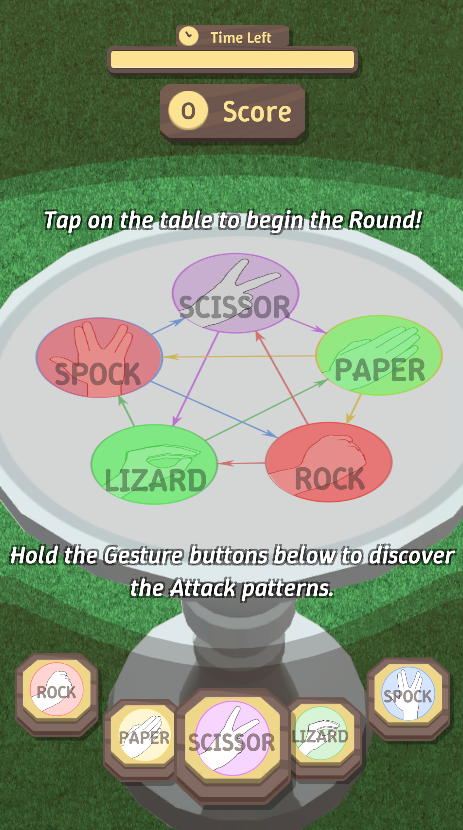 Time Left
0 Score
Tap on the table to begin the Round!
SCISSOR
SPOCK
PAPER
LIZARD
ROCK
Hold the Gesture buttons below to discover
the Attack patterns.
ROCK
PAPER
SCISSOR
LIZARD
SPOCK